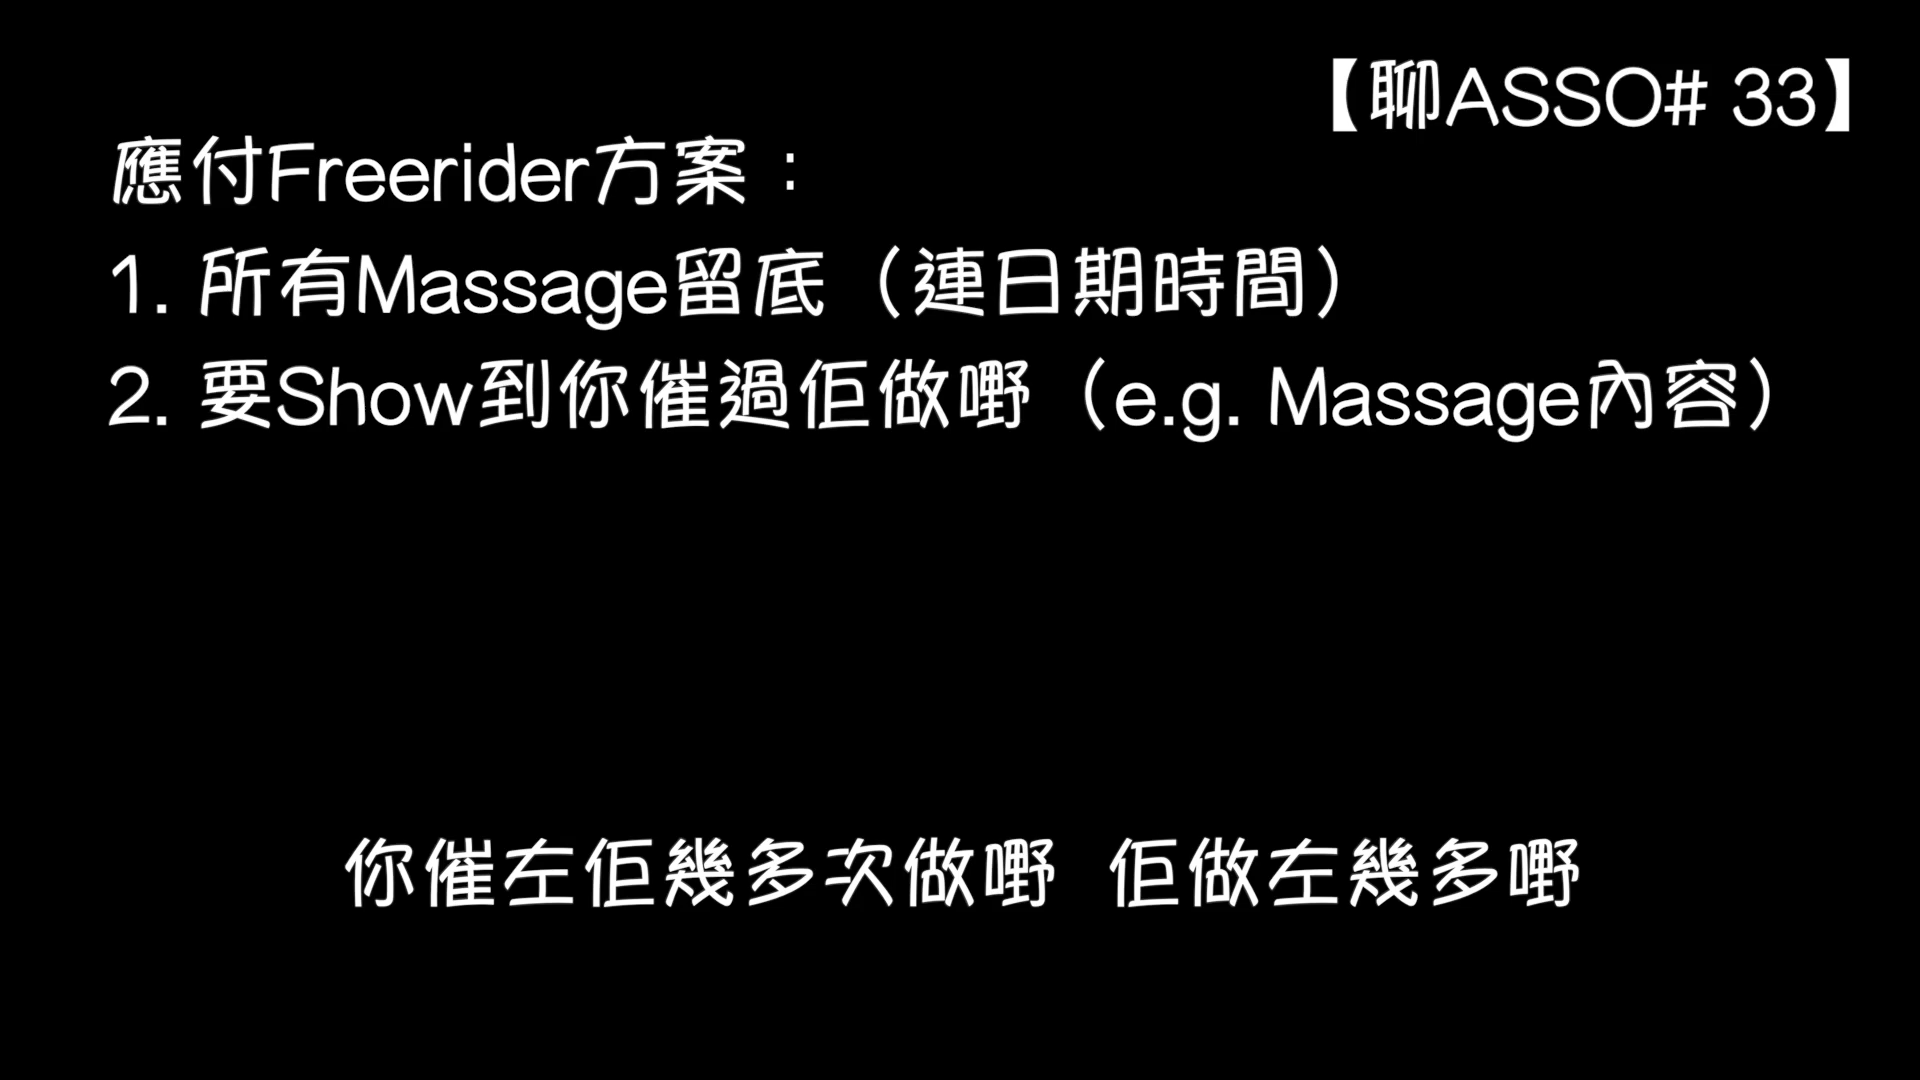 【聊ASSO# 33】
應付Freerider方案：
1. 所有Massage留底（連日期時間）
2. 要Show到你催過佢做嘢（e.g. Massage內容）
你催左佢幾多次做嘢 佢做左幾多嘢